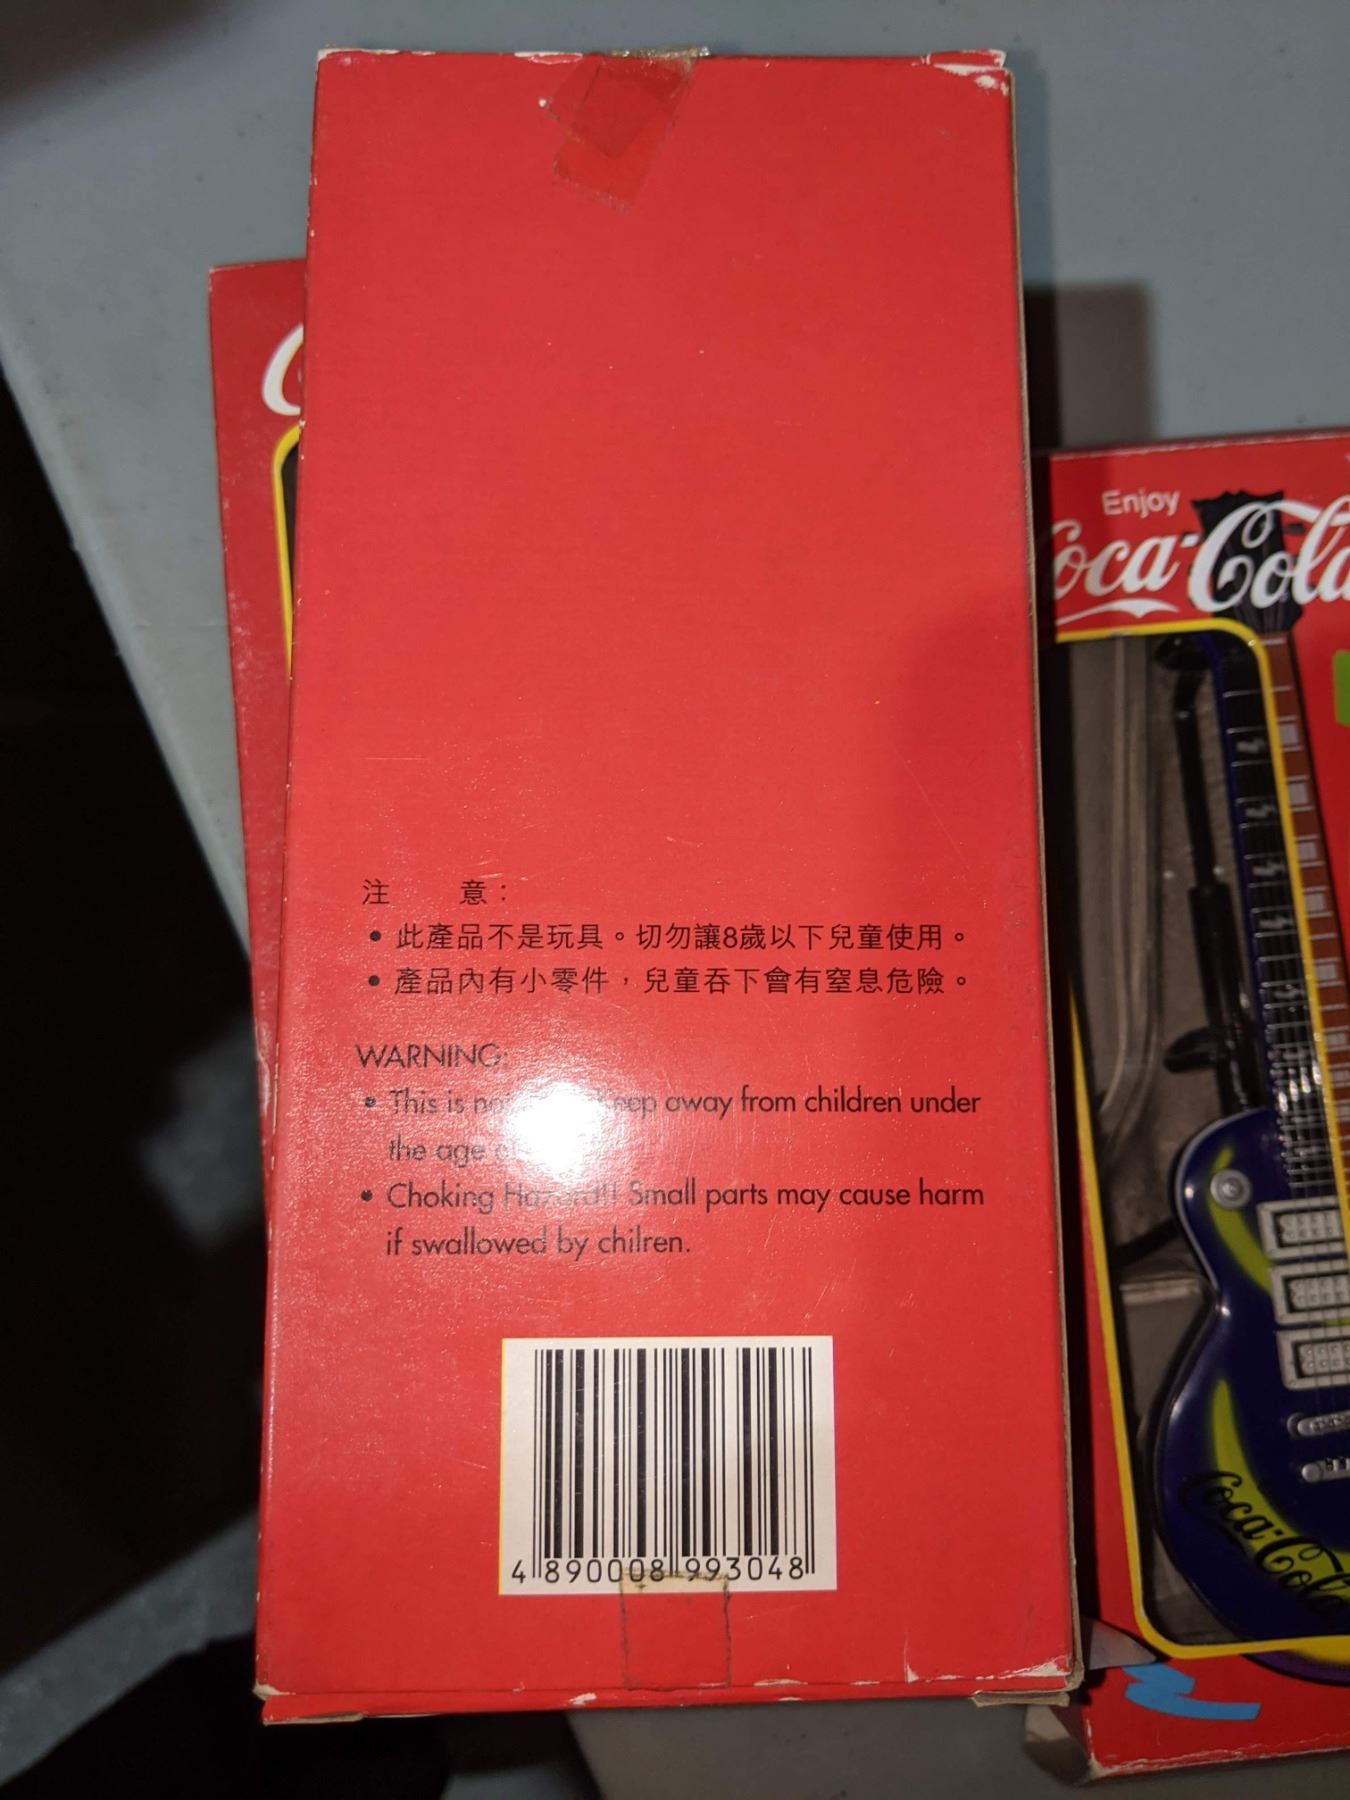 注 意：
• 此產品不是玩具。切勿讓8歲以下兒童使用。
• 產品內有小零件，兒童吞下會有窒息危險。
WARNING:
• This is away from children under
the age
• Choking Hazard!! Small parts may cause harm
if swallowed by chilren.
4 890008 993048
Enjoy
Coca-Cola
Coca-Cola